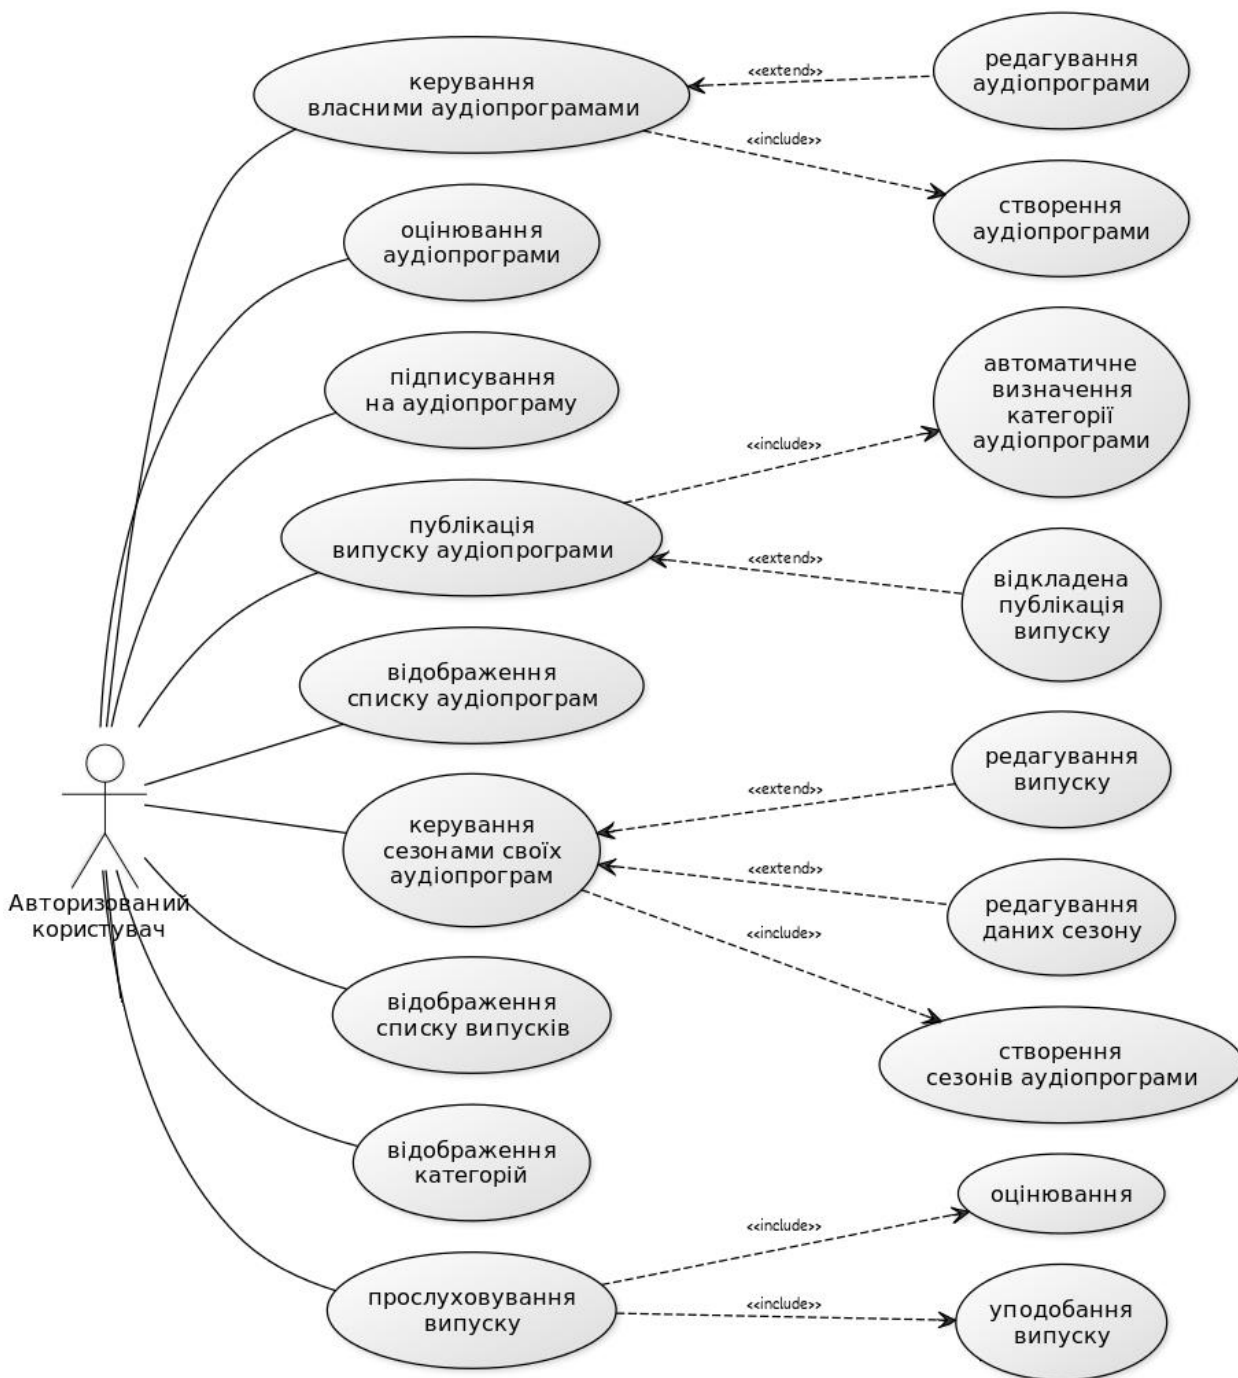 керування
власними аудіопрограмами
<<extend>>
редагування
аудіопрограми
<<include>>
створення
аудіопрограми
оцінювання
аудіопрограми
підписування
на аудіопрограму
автоматичне
визначення
категорії
аудіопрограми
<<include>>
публікація
випуску аудіопрограми
<<extend>>
відкладена
публікація
випуску
відображення
списку аудіопрограм
редагування
випуску
<<extend>>
керування
сезонами своїх
аудіопрограм
<<extend>>
редагування
даних сезону
<<include>>
Авторизований
користувач
відображення
списку випусків
створення
сезонів аудіопрограми
відображення
категорій
оцінювання
<<include>>
прослуховування
випуску
<<include>>
уподобання
випуску